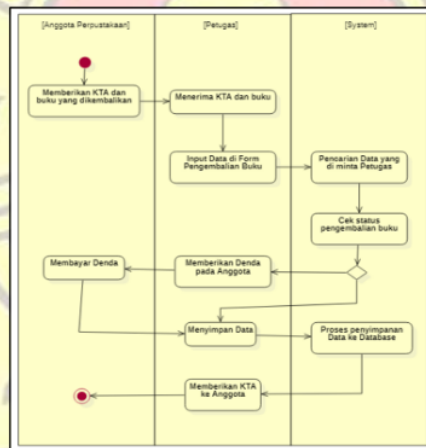 [Anggota Perpustakaan]
[Petugas]
[System]
Memberikan KTA dan
buku yang dikembalikan
Menerima KTA dan buku
Input Data di Form
Pengembalian Buku
Pencarian Data yang
di minta Petugas
Cek status
pengembalian buku
Membayar Denda
Memberikan Denda
pada Anggota
Menyimpan Data
Proses penyimpanan
Data ke Database
Memberikan KTA
ke Anggota